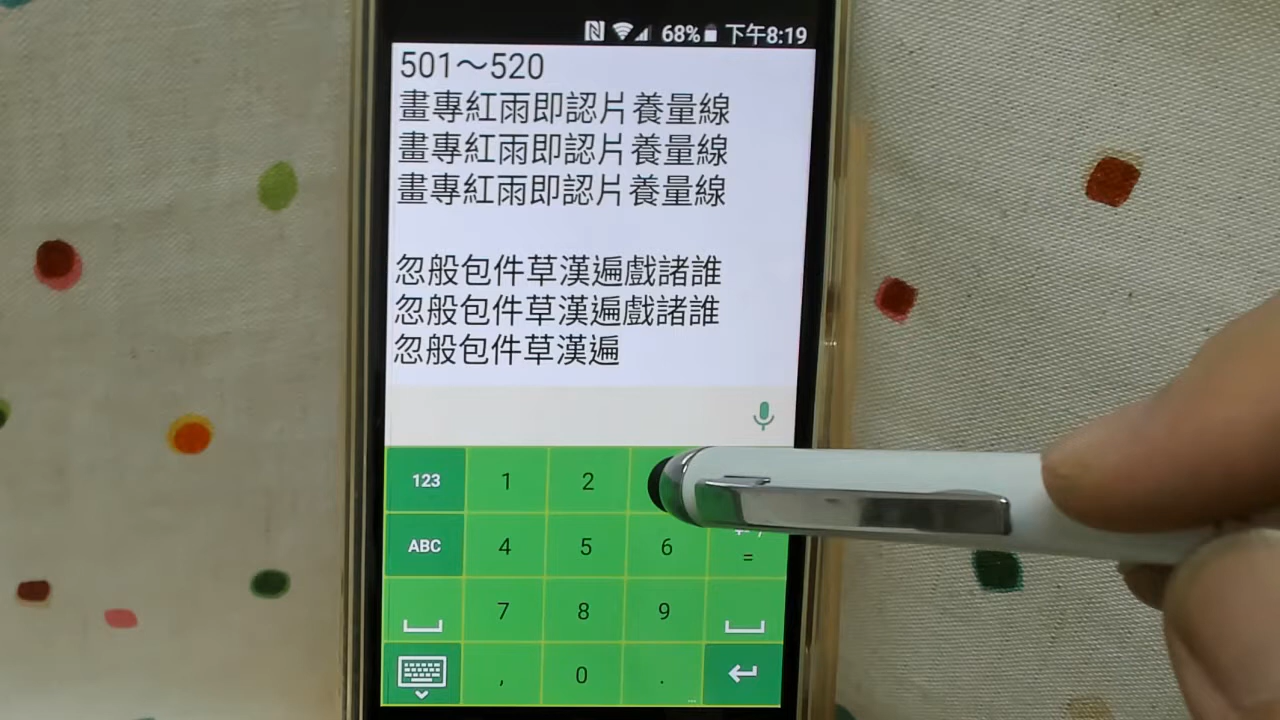 68% 下午8:19
501～520
畫專紅雨即認片養量線
畫專紅雨即認片養量線
畫專紅雨即認片養量線
忽般包件草漢遍戲諸誰
忽般包件草漢遍戲諸誰
忽般包件草漢遍
123 1 2
ABC 4 5 6 =
7 8 9
, 0 .